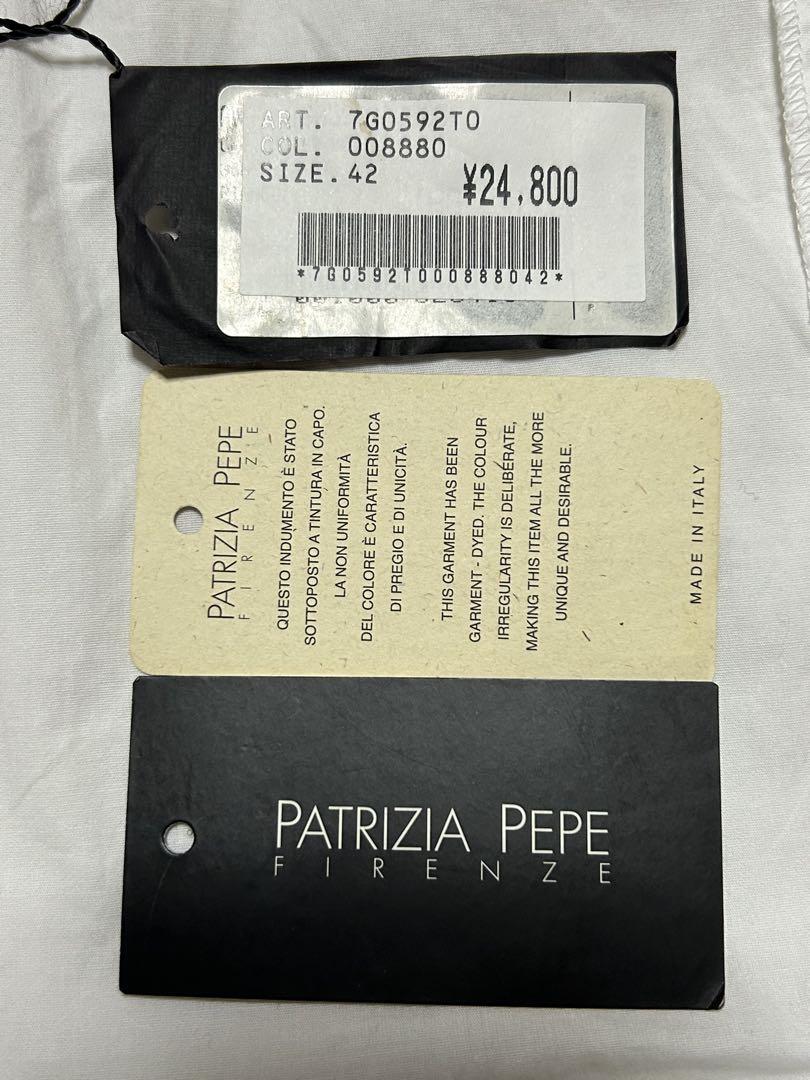 ART. 7G0592T0
COL. 008880
SIZE. 42
¥24,800
*7G0592T000888042*
PATRIZIA PEPE
FIRENZE
QUESTO INDUMENTO È STATO
SOTTOPOSTO A TINTURA IN CAPO.
LA NON UNIFORMITÀ
DEL COLORE È CARATTERISTICA
DI PREGIO E DI UNICITÀ.
THIS GARMENT HAS BEEN
GARMENT - DYED. THE COLOUR
IRREGULARITY IS DELIBERATE,
MAKING THIS ITEM ALL THE MORE
UNIQUE AND DESIRABLE.
MADE IN ITALY
PATRIZIA PEPE
FIRENZE